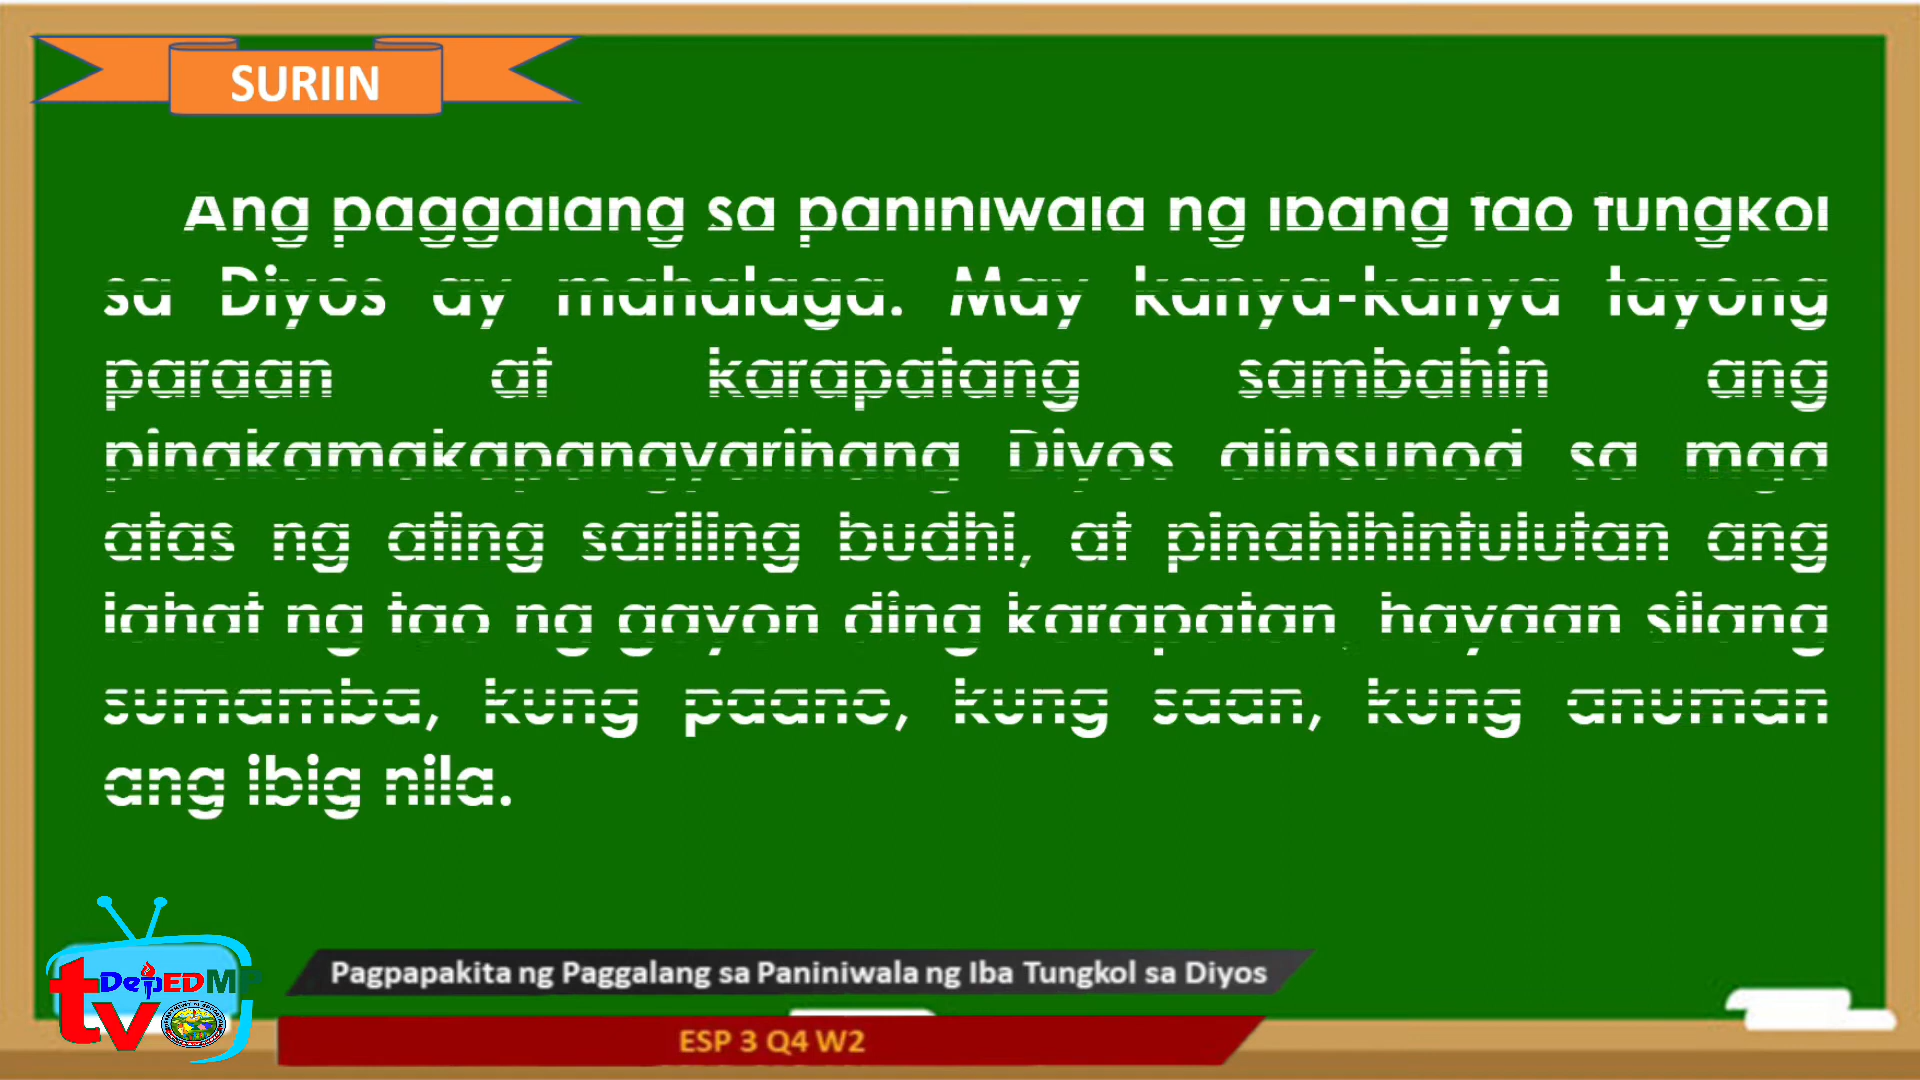 SURIIN
Ang paggalang sa paniniwala ng ibang tao tungkol
sa Diyos ay mahalaga. May kanya-kanya tayong
paraan at karapatang sambahin ang
pinakamakapangyarihang Diyos aiinsunod sa mga
atas ng ating sariling budhi, at pinahihintulutan ang
lahat ng tao ng gayon ding karapatan, hayaan silang
sumamba, kung paano, kung saan, kung anuman
ang ibig nila.
Pagpapakita ng Paggalang sa Paniniwala ng Iba Tungkol sa Diyos
ESP 3 Q4 W2
DepEDMP
tv